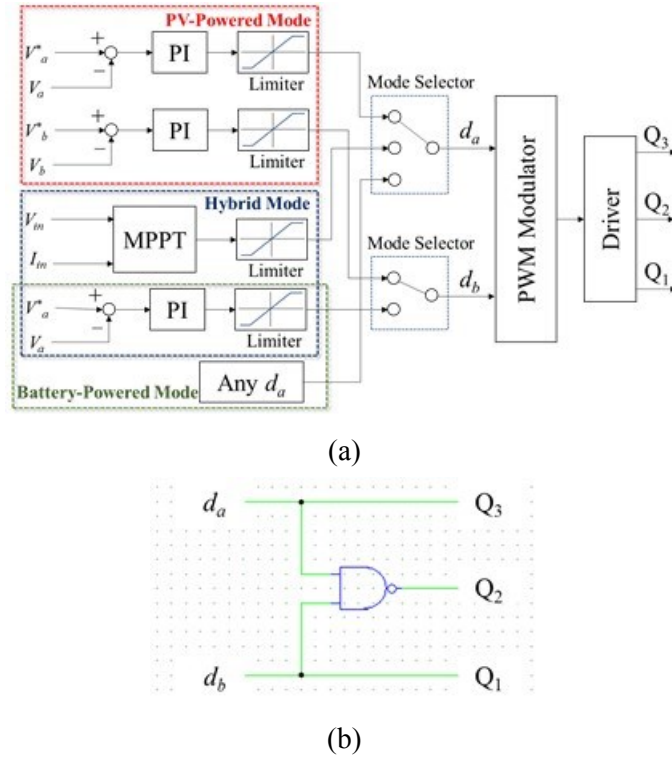 PV-Powered Mode
V*a
+
−
Va
PI
Limiter
V*b
+
−
Vb
PI
Limiter
Hybrid Mode
Vin
Iin
MPPT
Limiter
V*a
+
−
Va
PI
Limiter
Battery-Powered Mode
Any da
Mode Selector
da
Mode Selector
db
PWM Modulator
Driver
Q3
Q2
Q1
(a)
da
Q3
Q2
db
Q1
(b)